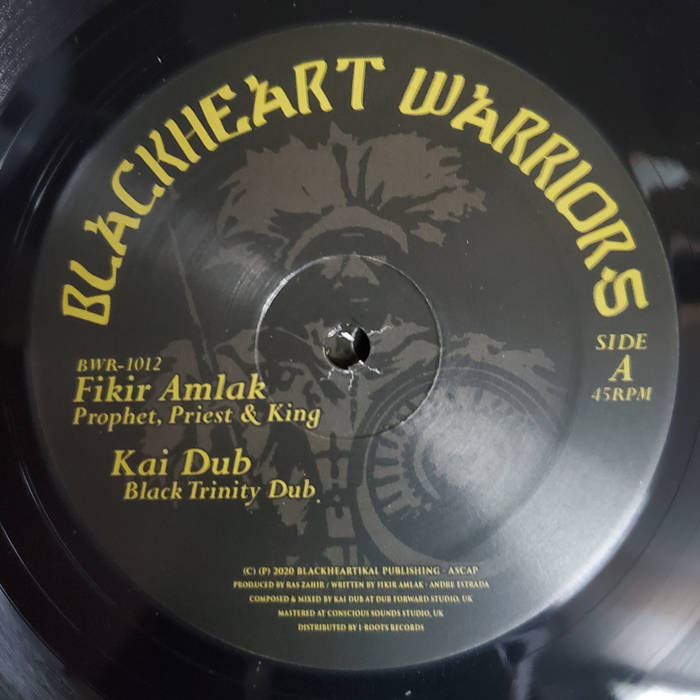 BLACKHEART WARRIORS
SIDE
A
45RPM
BWR-1012
Fikir Amlak
Prophet, Priest & King
Kai Dub
Black Trinity Dub
(C) (P) 2020 BLACKHEARTIKAL PUBLISHING - ASCAP
PRODUCED BY RAS ZAHIR / WRITTEN BY FIKIR AMLAK - ANDRE ESTRADA
COMPOSED & MIXED BY KAI DUB AT DUB FORWARD STUDIO, UK
MASTERED AT CONSCIOUS SOUNDS STUDIO, UK
DISTRIBUTED BY I-ROOTS RECORDS